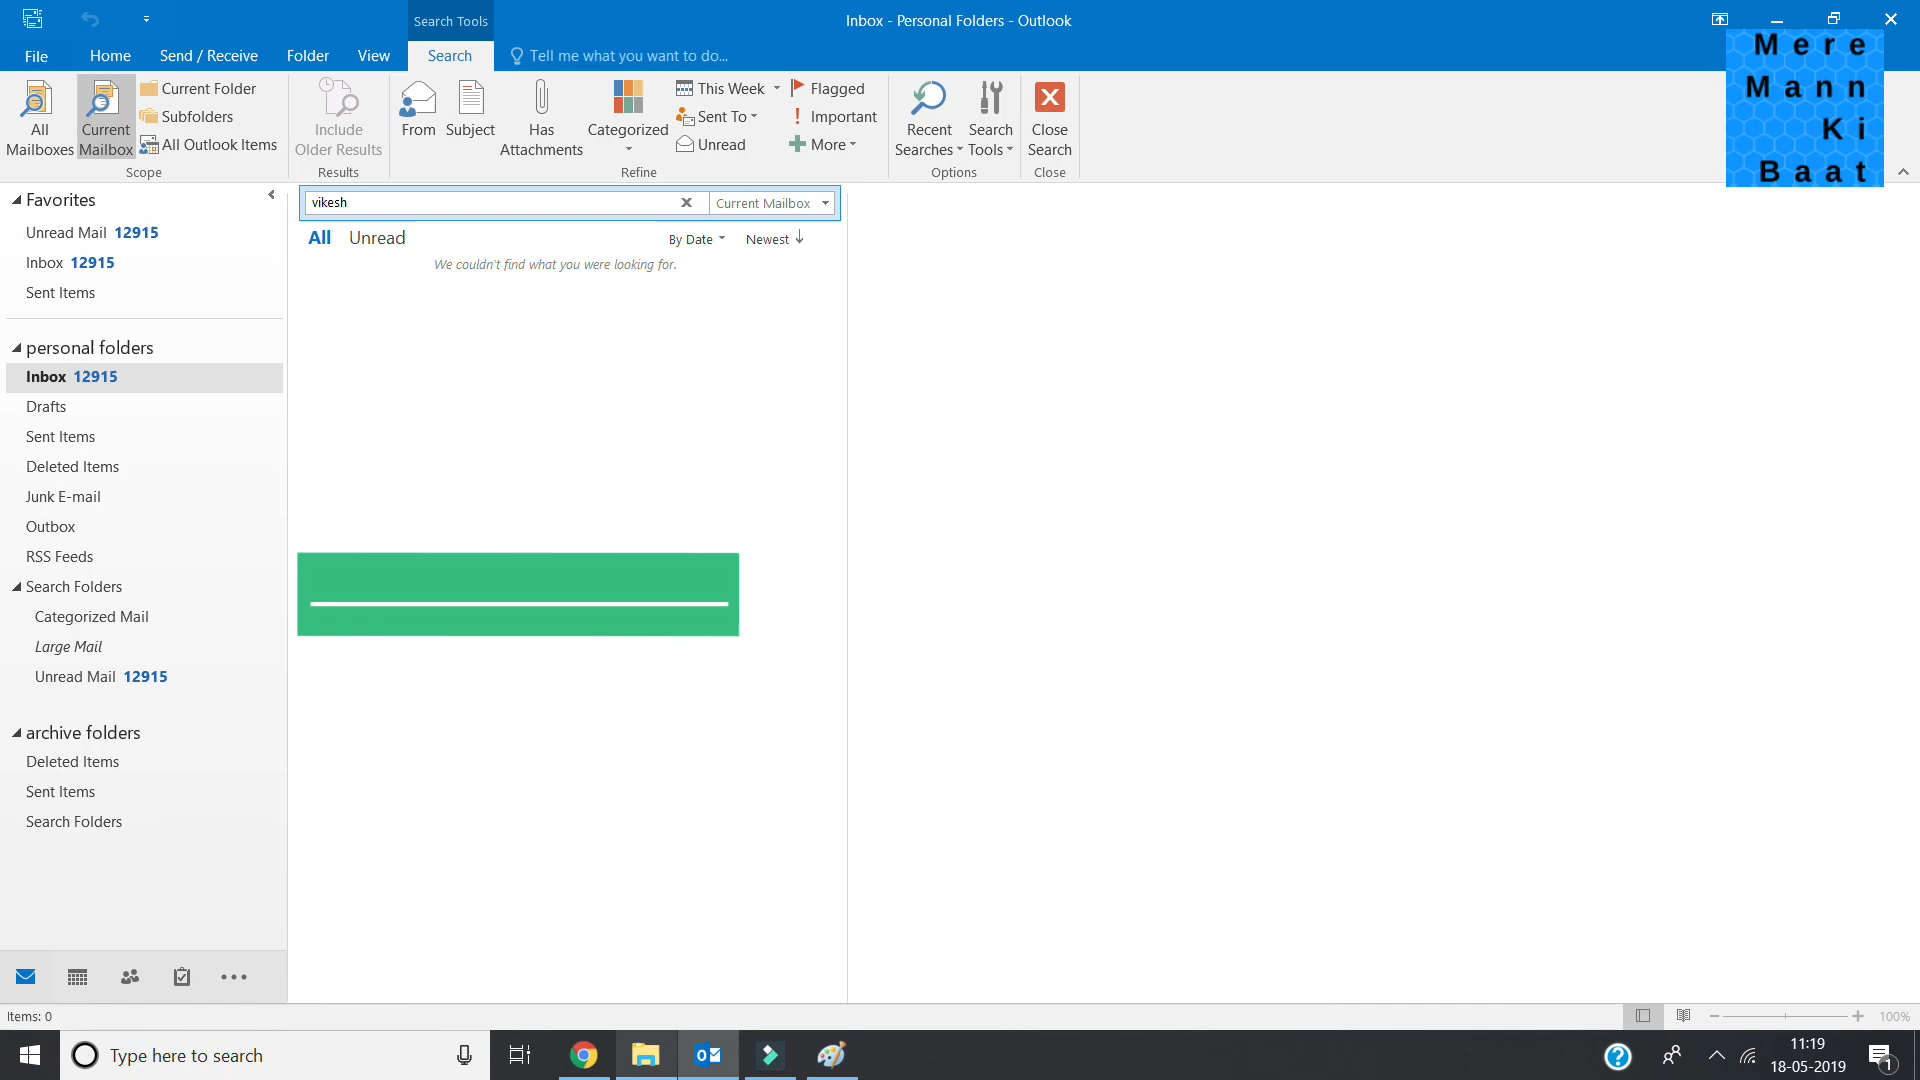 Search Tools
Inbox - Personal Folders - Outlook
File
Home
Send / Receive
Folder
View
Search
Tell me what you want to do...
All
Mailboxes
Current
Mailbox
Current Folder
Subfolders
All Outlook Items
Scope
Include
Older Results
Results
From
Subject
Has
Attachments
Categorized
This Week
Sent To
Unread
Flagged
Important
More
Refine
Recent
Searches
Search
Tools
Options
Close
Search
Close
Mere
Mann
Ki
Baat
Favorites
Unread Mail 12915
Inbox 12915
Sent Items
personal folders
Inbox 12915
Drafts
Sent Items
Deleted Items
Junk E-mail
Outbox
RSS Feeds
Search Folders
Categorized Mail
Large Mail
Unread Mail 12915
archive folders
Deleted Items
Sent Items
Search Folders
vikesh
Current Mailbox
All
Unread
By Date
Newest
We couldn't find what you were looking for.
Items: 0
100%
Type here to search
11:19
18-05-2019
1